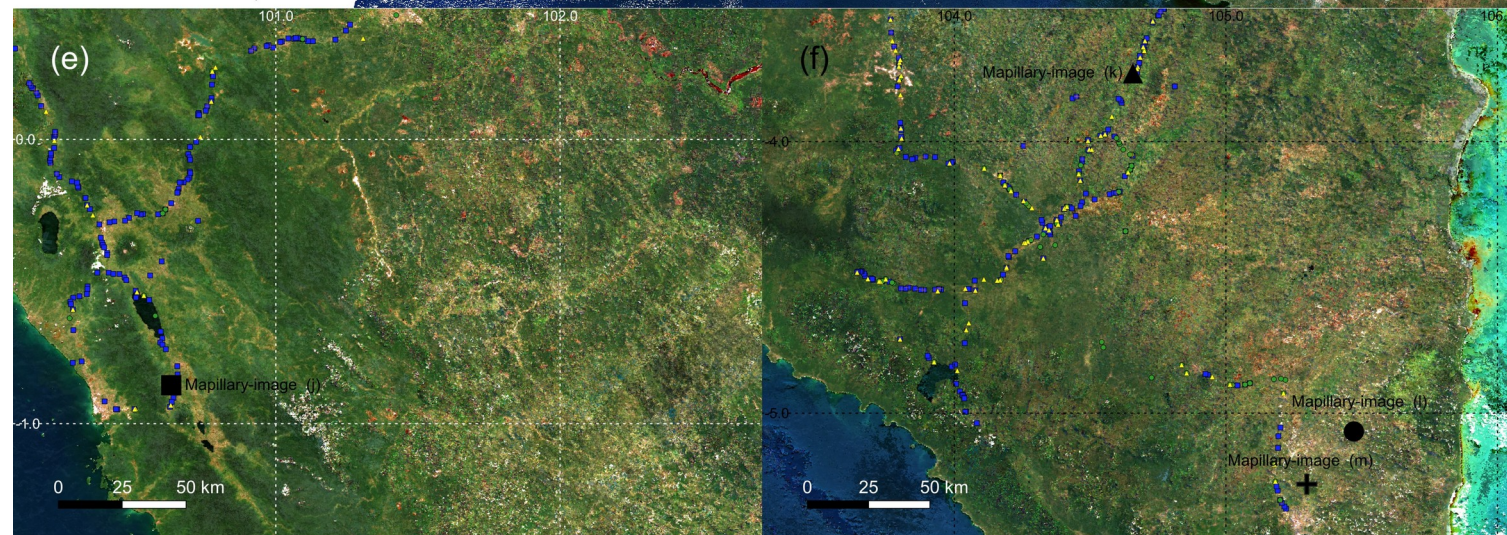 101.0
102.0
(e)
0.0
Mapillary-image (j)
-1.0
0 25 50 km
104.0
105.0
106.0
(f)
Mapillary-image (k)
-4.0
-5.0
Mapillary-image (l)
Mapillary-image (m)
0 25 50 km